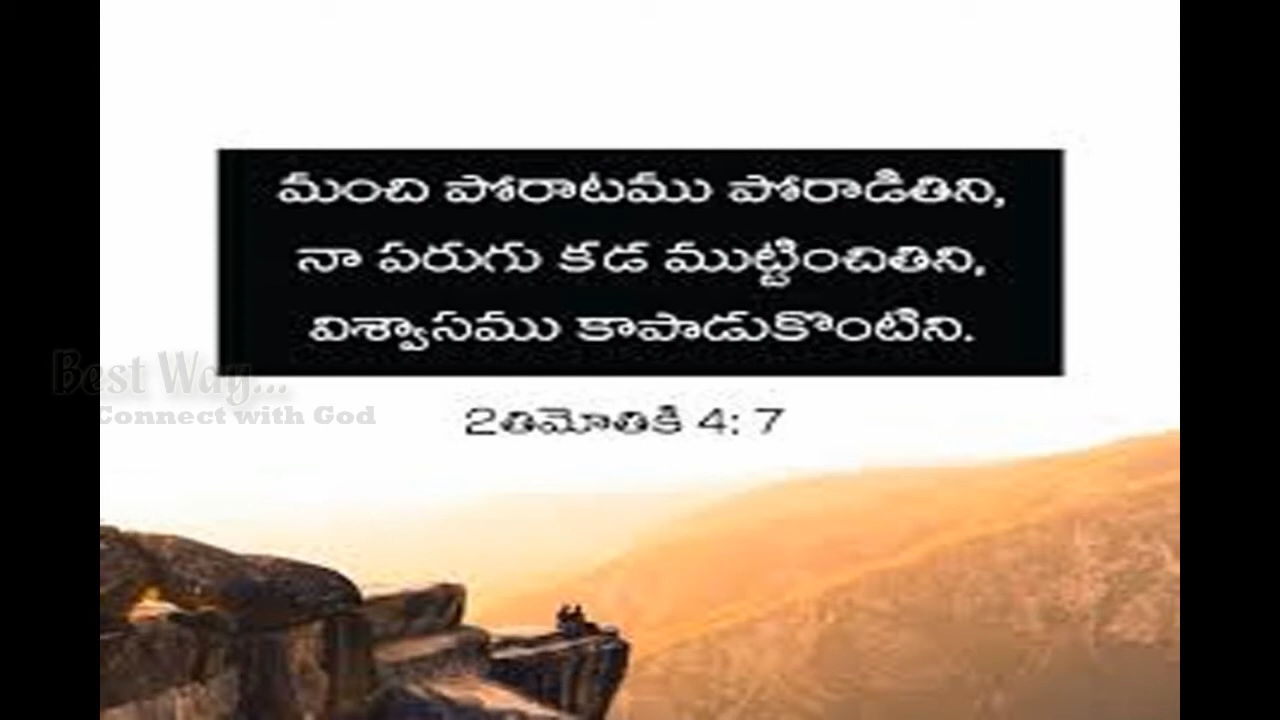 మంచి పోరాటము పోరాడితిని,
నా పరుగు కడ ముట్టించితిని,
విశ్వాసము కాపాడుకొంటిని.
Best Way...
Connect with God
2తిమోతికి 4: 7